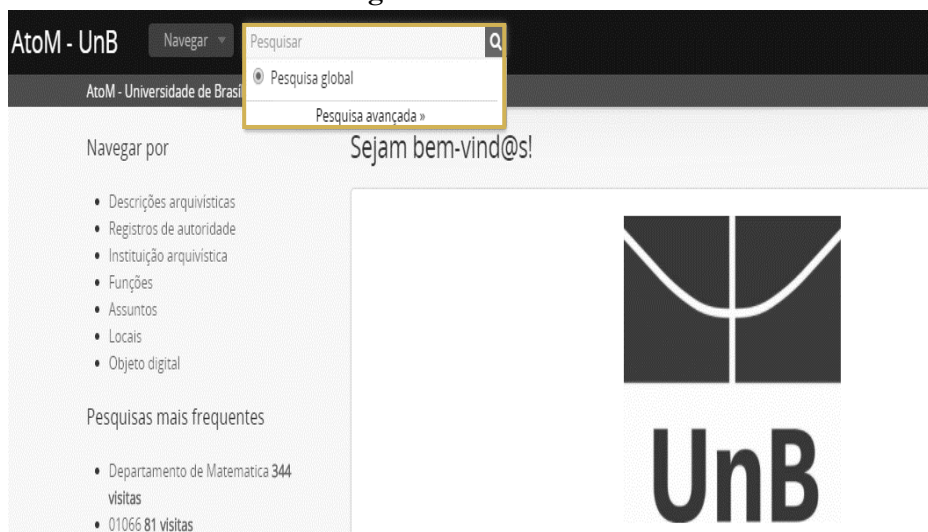 AtoM - UnB
Navegar
Pesquisar
Pesquisa global
Pesquisa avançada »
AtoM - Universidade de Brasí
Navegar por
Descrições arquivísticas
Registros de autoridade
Instituição arquivística
Funções
Assuntos
Locais
Objeto digital
Pesquisas mais frequentes
Departamento de Matematica 344
visitas
01066 81 visitas
Sejam bem-vind@s!
UnB